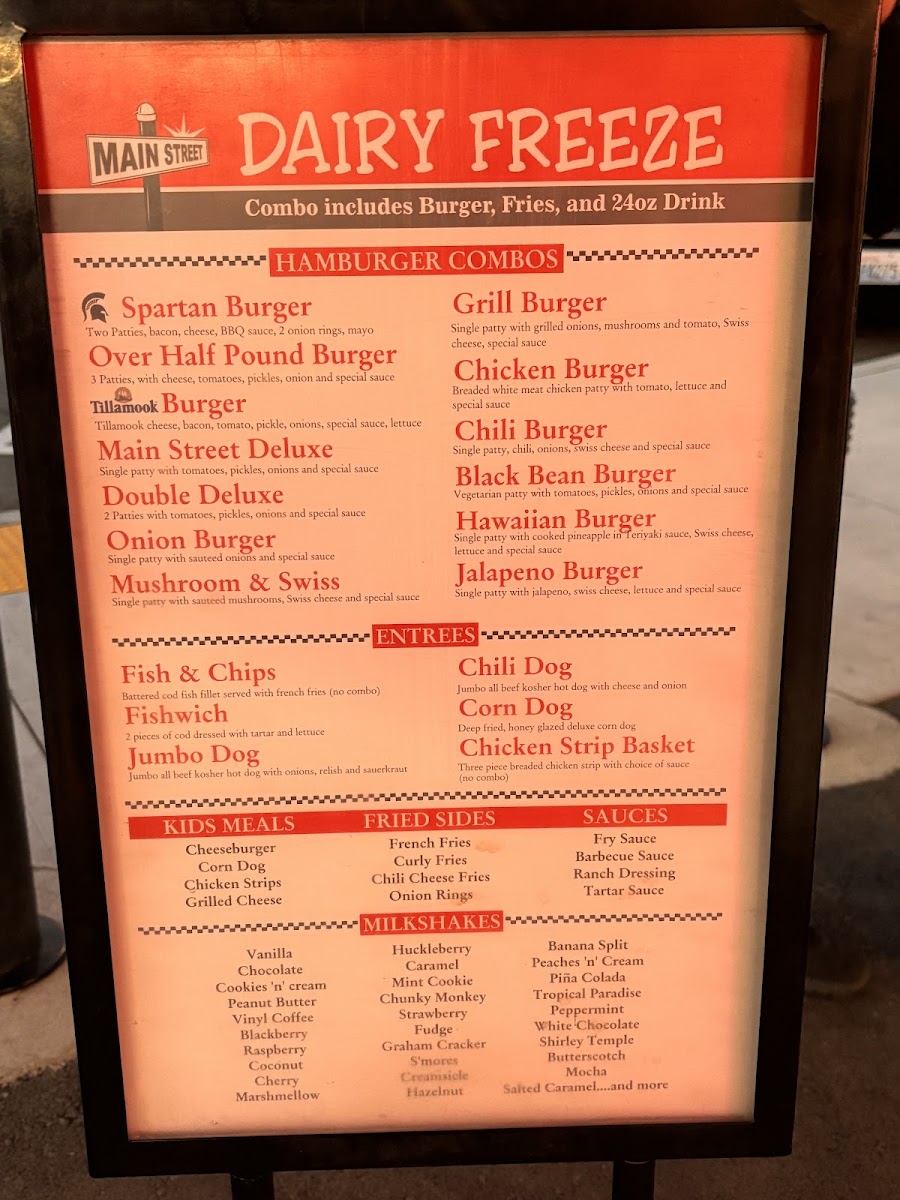 MAIN STREET
DAIRY FREEZE
Combo includes Burger, Fries, and 24oz Drink
HAMBURGER COMBOS
Spartan Burger
Two Patties, bacon, cheese, BBQ sauce, 2 onion rings, mayo
Over Half Pound Burger
3 Patties, with cheese, tomatoes, pickles, onion and special sauce
Tillamook Burger
Tillamook cheese, bacon, tomato, pickle, onions, special sauce, lettuce
Main Street Deluxe
Single patty with tomatoes, pickles, onions and special sauce
Double Deluxe
2 Patties with tomatoes, pickles, onions and special sauce
Onion Burger
Single patty with sauteed onions and special sauce
Mushroom & Swiss
Single patty with sauteed mushrooms, Swiss cheese and special sauce
Grill Burger
Single patty with grilled onions, mushrooms and tomato, Swiss
cheese, special sauce
Chicken Burger
Breaded white meat chicken patty with tomato, lettuce and
special sauce
Chili Burger
Single patty, chili, onions, swiss cheese and special sauce
Black Bean Burger
Vegetarian patty with tomatoes, pickles, onions and special sauce
Hawaiian Burger
Single patty with cooked pineapple in Teriyaki sauce, Swiss cheese,
lettuce and special sauce
Jalapeno Burger
Single patty with jalapeno, swiss cheese, lettuce and special sauce
ENTREES
Fish & Chips
Battered cod fish fillet served with french fries (no combo)
Fishwich
2 pieces of cod dressed with tartar and lettuce
Jumbo Dog
Jumbo all beef kosher hot dog with onions, relish and sauerkraut
Chili Dog
Jumbo all beef kosher hot dog with cheese and onion
Corn Dog
Deep fried, honey glazed deluxe corn dog
Chicken Strip Basket
Three piece breaded chicken strip with choice of sauce
(no combo)
KIDS MEALS
Cheeseburger
Corn Dog
Chicken Strips
Grilled Cheese
FRIED SIDES
French Fries
Curly Fries
Chili Cheese Fries
Onion Rings
SAUCES
Fry Sauce
Barbecue Sauce
Ranch Dressing
Tartar Sauce
MILKSHAKES
Vanilla
Chocolate
Cookies 'n' cream
Peanut Butter
Vinyl Coffee
Blackberry
Raspberry
Coconut
Cherry
Marshmellow
Huckleberry
Caramel
Mint Cookie
Chunky Monkey
Strawberry
Fudge
Graham Cracker
S'mores
Creamsicle
Hazelnut
Banana Split
Peaches 'n' Cream
Piña Colada
Tropical Paradise
Peppermint
White Chocolate
Shirley Temple
Butterscotch
Mocha
Salted Caramel....and more